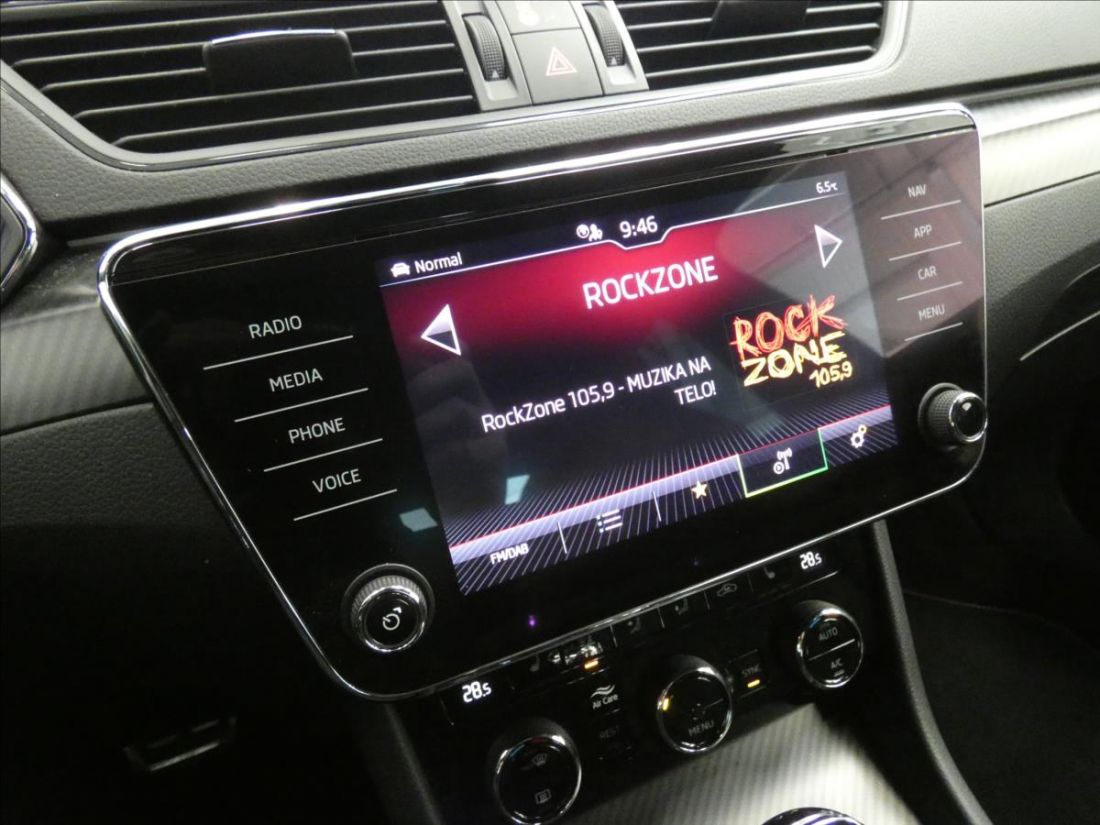 6.5°C
9:46
Normal
ROCKZONE
NAV
APP
CAR
MENU
RADIO
MEDIA
PHONE
VOICE
RockZone 105,9 - MUZIKA NA
TELO!
ROCK
ZONE
105,9
FM/DAB
28.5
28.5
Air Care
REST
MENU
SYNC
AUTO
A/C